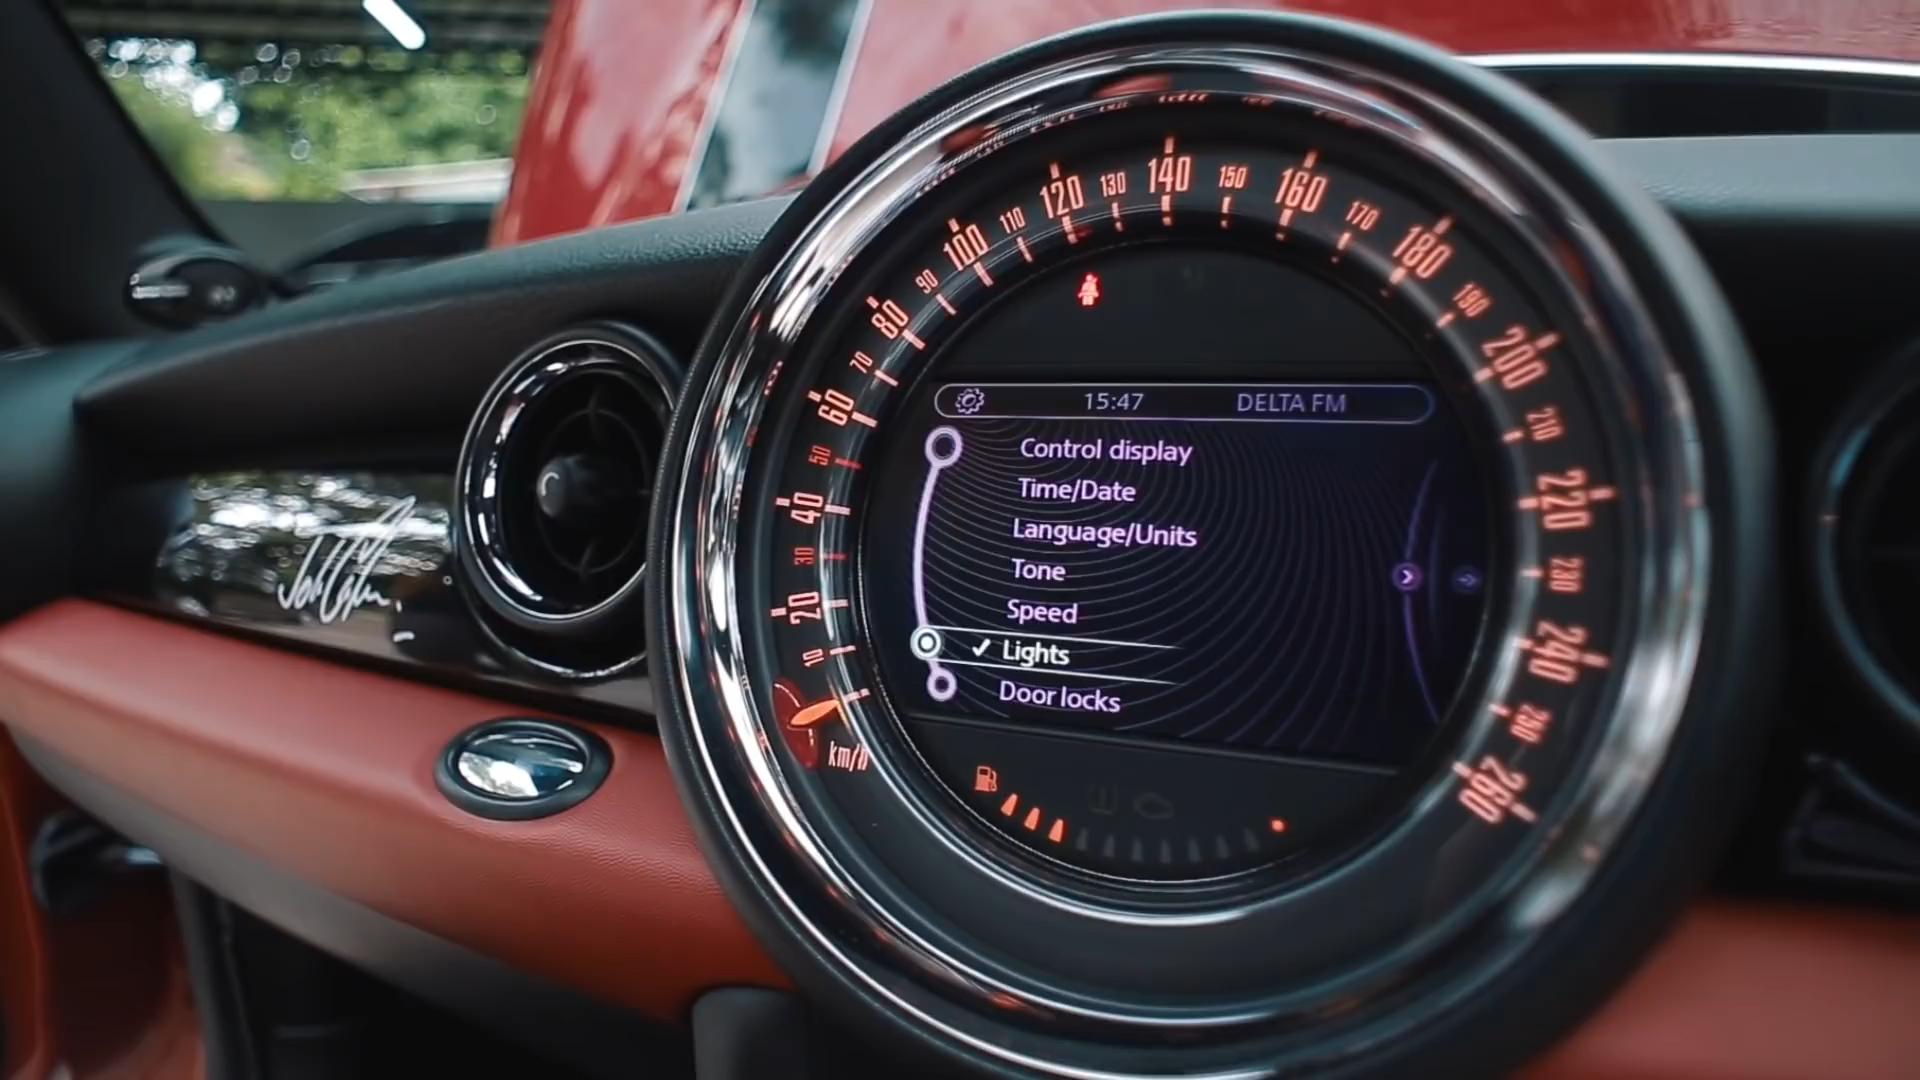 10
20
30
40
50
60
70
80
90
100
110
120
130
140
150
160
170
180
190
200
210
220
230
240
250
260
km/h
15:47 DELTA FM
Control display
Time/Date
Language/Units
Tone
Speed
✓ Lights
Door locks